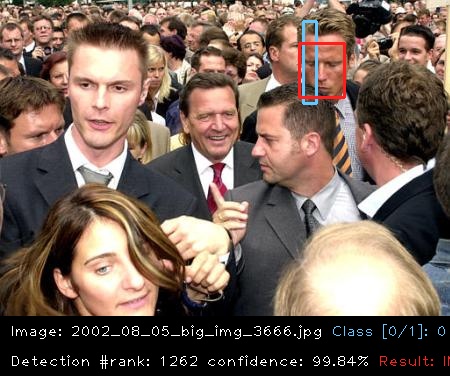 Image: 2002_08_05_big_img_3666.jpg Class [0/1]: 0
Detection #rank: 1262 confidence: 99.84% Result: